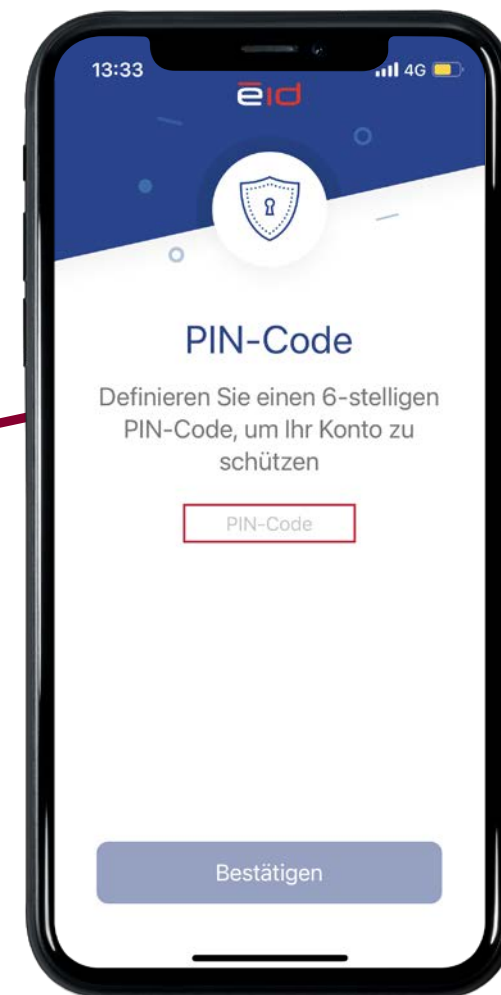 13:33
4G
ēıd
PIN-Code
Definieren Sie einen 6-stelligen
PIN-Code, um Ihr Konto zu
schützen
PIN-Code
Bestätigen